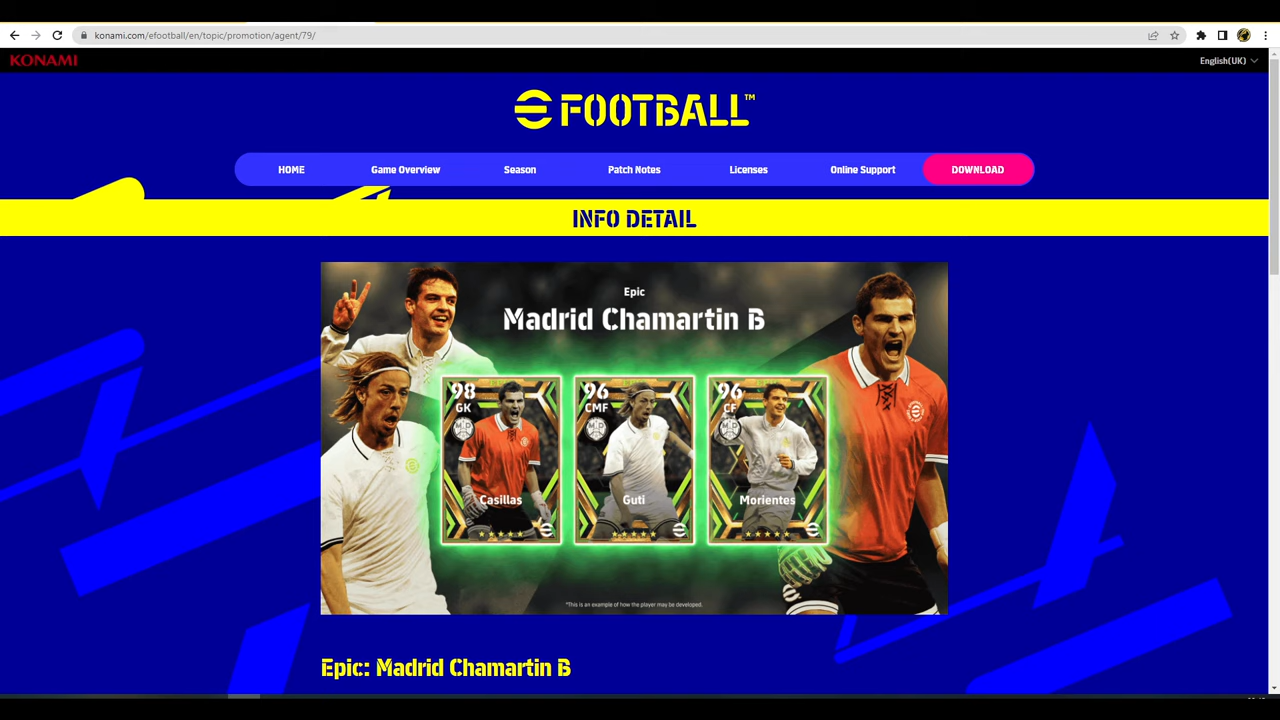 konami.com/efootball/en/topic/promotion/agent/79/
KONAMI
English(UK)
eFOOTBALL™
HOME
Game Overview
Season
Patch Notes
Licenses
Online Support
DOWNLOAD
INFO DETAIL
Epic
Madrid Chamartin B
98
GK
Casillas
96
CMF
Guti
96
CF
Morientes
*This is an example of how the player may be developed.
Epic: Madrid Chamartin B